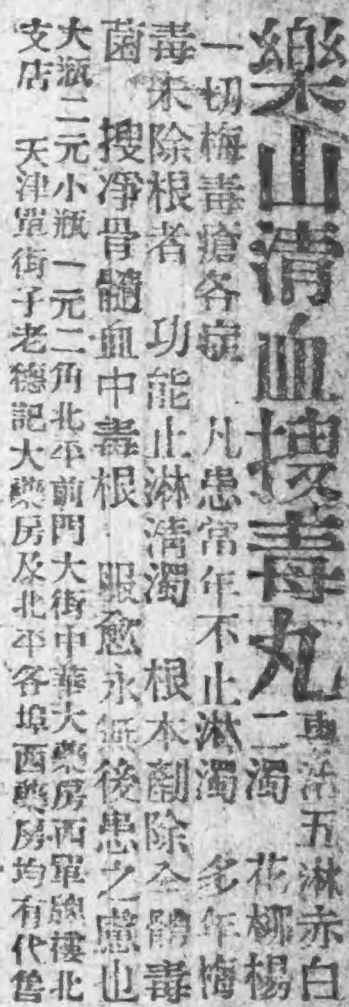 樂山清血搜毒丸
專治五淋赤白
二濁　花柳楊
一切梅毒瘡各症　凡患常年不止淋濁　多年梅
毒未除根者　功能止淋清濁　根本剷除全體毒
菌　搜凈骨髓血中毒根　服愈永無後患之慮也
大瓶二元小瓶一元二角北平前門大街中華大藥房西單牌樓北
支店　天津單街子老德記大藥房及北平各埠西藥房均有代售